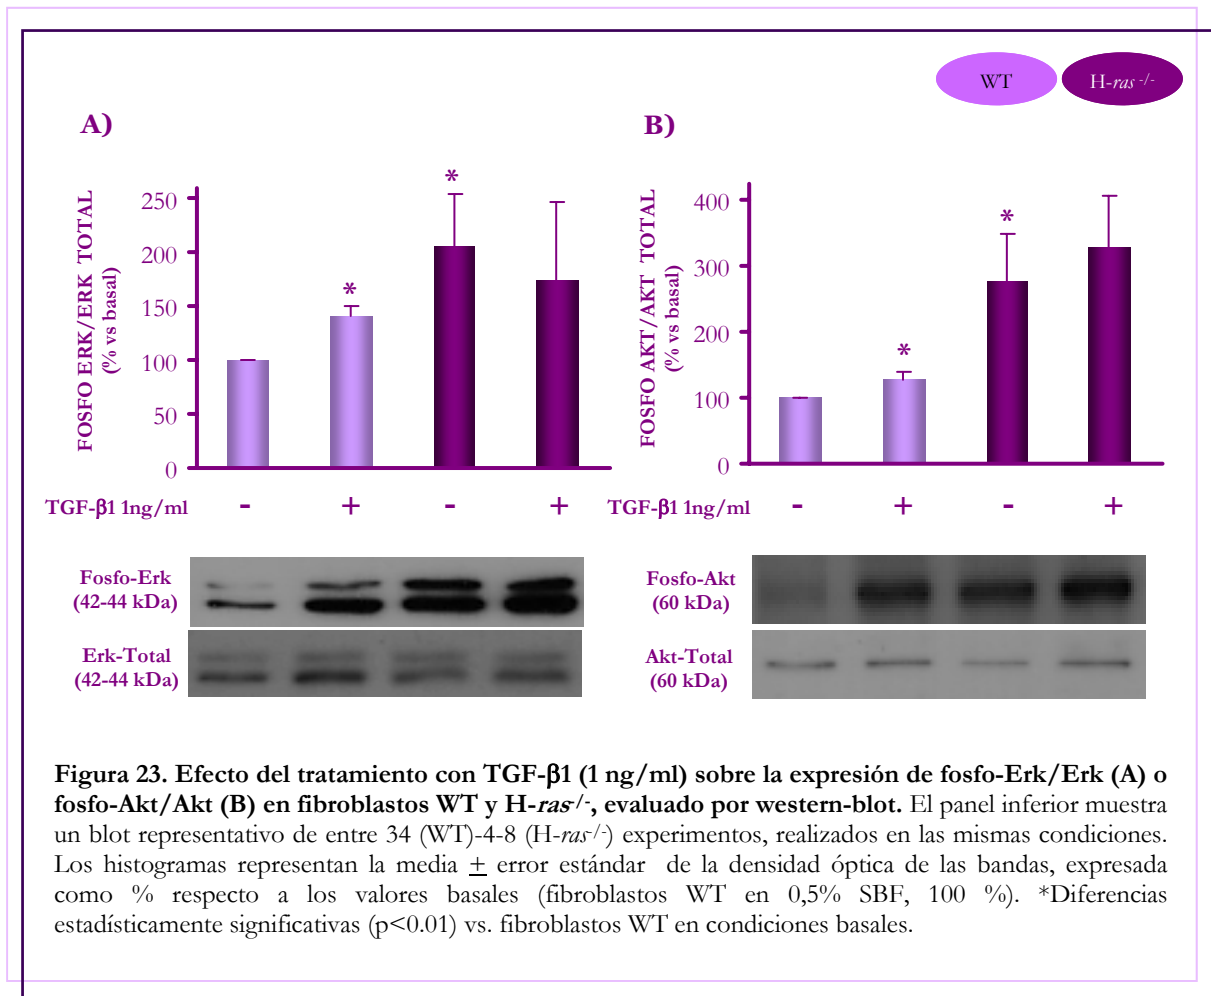 WT H-ras -/-
A) B)
FOSFO ERK/ERK TOTAL
(% vs basal)
250
200
150
100
50
0
*
*
TGF-β1 1ng/ml - + - +
FOSFO AKT/AKT TOTAL
(% vs basal)
400
300
200
100
0
*
*
TGF-β1 1ng/ml - + - +
Fosfo-Erk
(42-44 kDa)
Erk-Total
(42-44 kDa)
Fosfo-Akt
(60 kDa)
Akt-Total
(60 kDa)
Figura 23. Efecto del tratamiento con TGF-β1 (1 ng/ml) sobre la expresión de fosfo-Erk/Erk (A) o
fosfo-Akt/Akt (B) en fibroblastos WT y H-ras-/-, evaluado por western-blot. El panel inferior muestra
un blot representativo de entre 34 (WT)-4-8 (H-ras-/-) experimentos, realizados en las mismas condiciones.
Los histogramas representan la media ± error estándar de la densidad óptica de las bandas, expresada
como % respecto a los valores basales (fibroblastos WT en 0,5% SBF, 100 %). *Diferencias
estadísticamente significativas (p<0.01) vs. fibroblastos WT en condiciones basales.